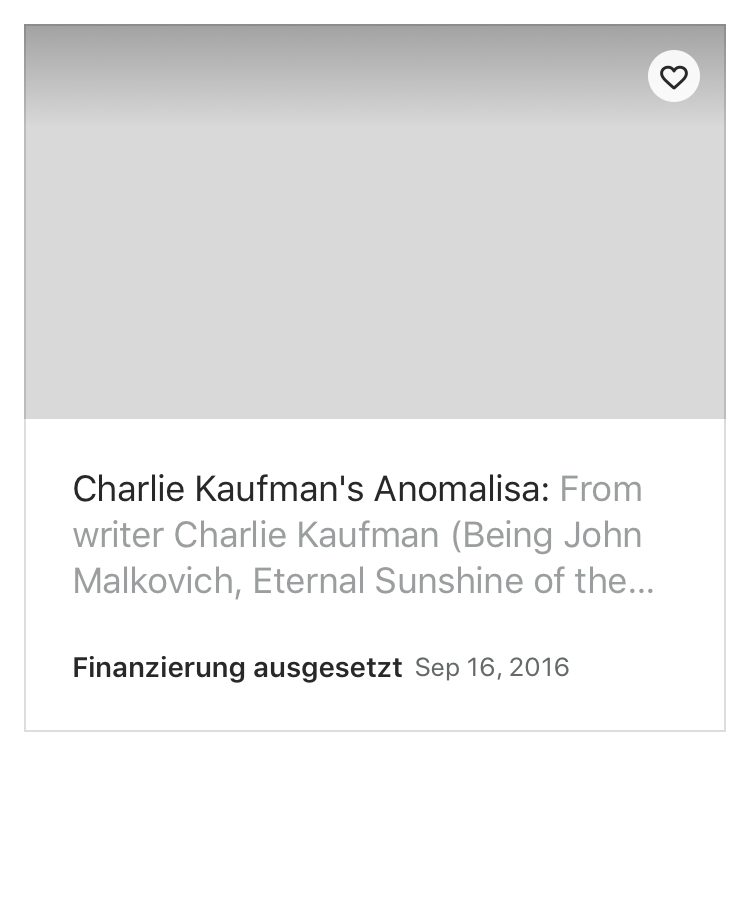 Charlie Kaufman's Anomalisa: From
writer Charlie Kaufman (Being John
Malkovich, Eternal Sunshine of the...
Finanzierung ausgesetzt Sep 16, 2016